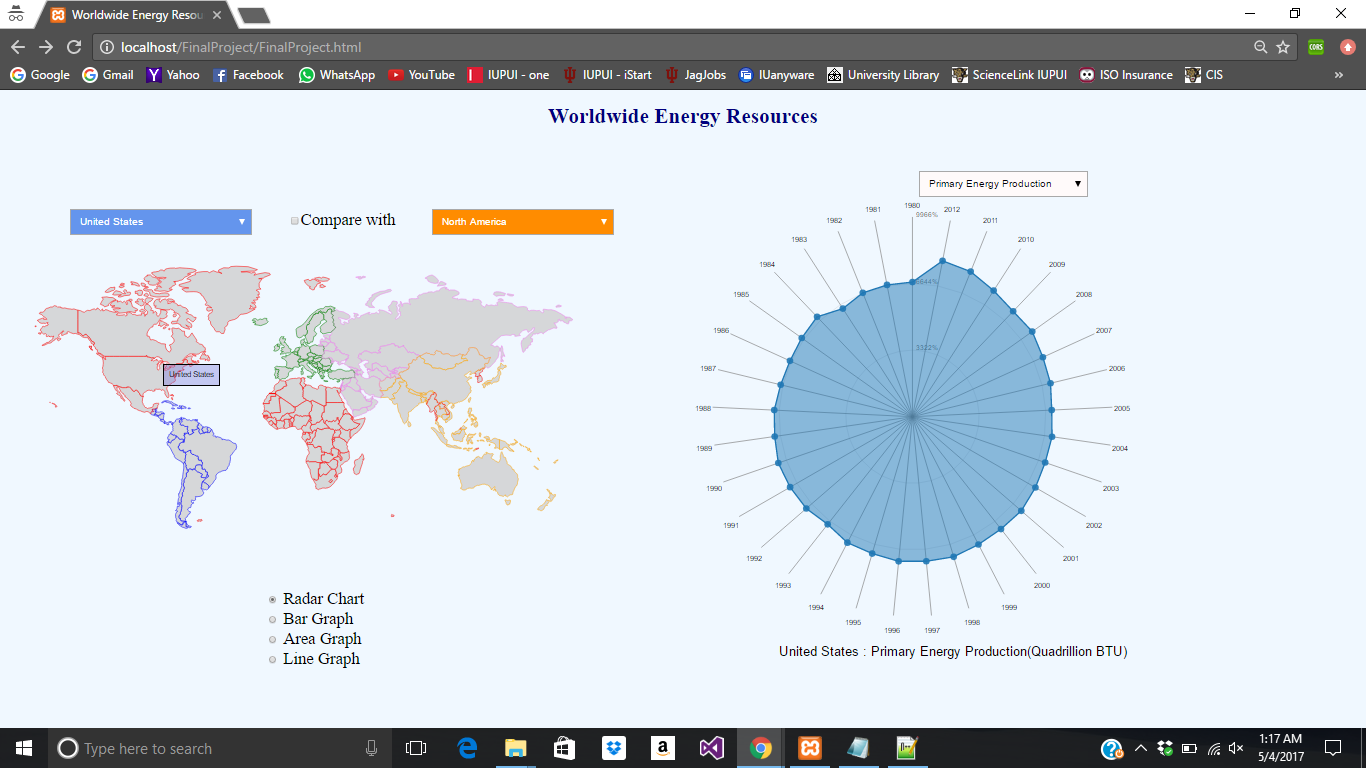 Worldwide Energy Resou
localhost/FinalProject/FinalProject.html
CORS
Google Gmail Yahoo Facebook WhatsApp YouTube IUPUI - one IUPUI - iStart JagJobs IUanyware University Library ScienceLink IUPUI ISO Insurance CIS »
Worldwide Energy Resources
Primary Energy Production
United States
Compare with
North America
1980
9966%
6644%
3322%
2012
2011
2010
2009
2008
2007
2006
2005
2004
2003
2002
2001
2000
1999
1998
1997
1996
1995
1994
1993
1992
1991
1990
1989
1988
1987
1986
1985
1984
1983
1982
1981
United States
Radar Chart
Bar Graph
Area Graph
Line Graph
United States : Primary Energy Production(Quadrillion BTU)
Type here to search
1:17 AM
5/4/2017